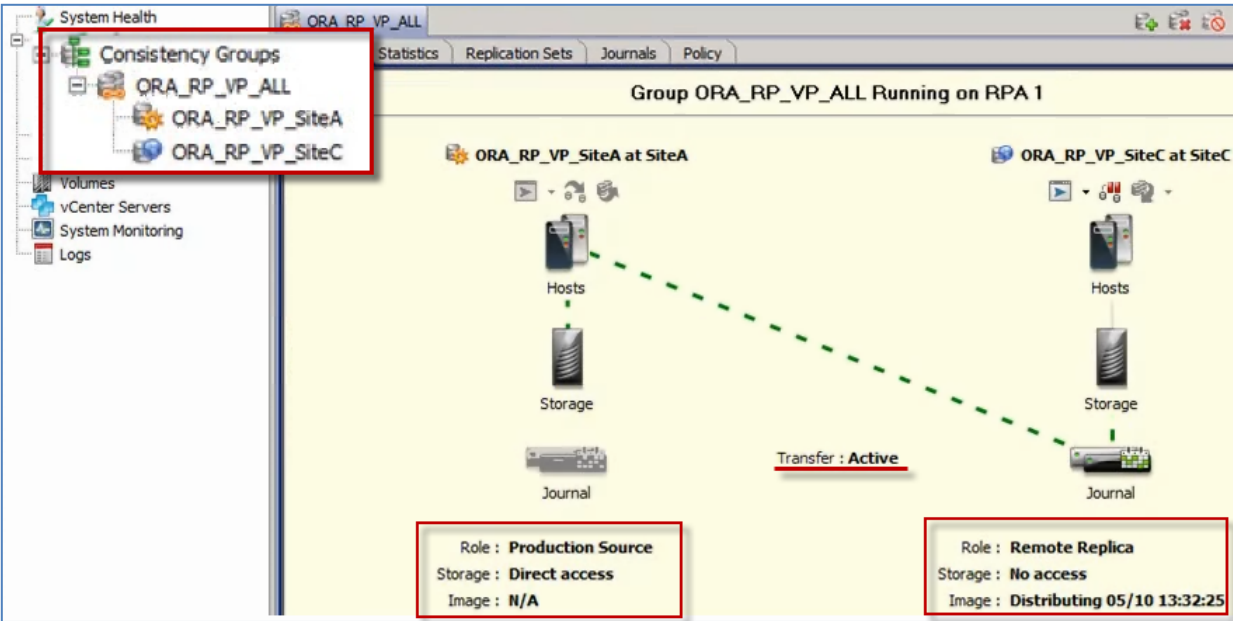 System Health
Consistency Groups
ORA_RP_VP_ALL
ORA_RP_VP_SiteA
ORA_RP_VP_SiteC
Volumes
vCenter Servers
System Monitoring
Logs
ORA_RP_VP_ALL
Statistics Replication Sets Journals Policy
Group ORA_RP_VP_ALL Running on RPA 1
ORA_RP_VP_SiteA at SiteA ORA_RP_VP_SiteC at SiteC
Hosts Hosts
Storage Storage
Transfer : Active
Journal Journal
Role : Production Source
Storage : Direct access
Image : N/A
Role : Remote Replica
Storage : No access
Image : Distributing 05/10 13:32:25